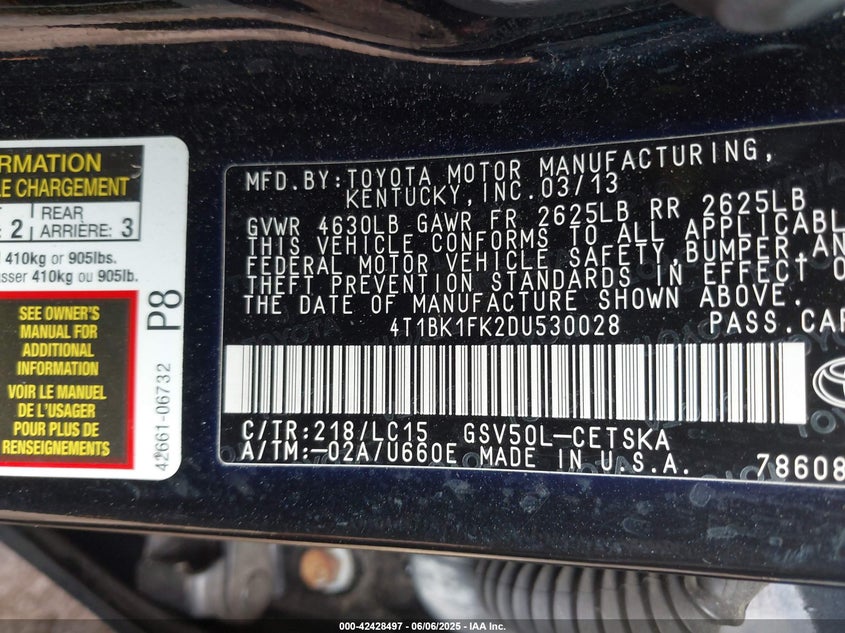 RMATION
LE CHARGEMENT
REAR
: 2 ARRIÈRE: 3
410kg or 905lbs.
asser 410kg ou 905lb.
SEE OWNER'S
MANUAL FOR
ADDITIONAL
INFORMATION
VOIR LE MANUEL
DE L'USAGER
POUR PLUS DE
RENSEIGNEMENTS
P8
42661-06732
MFD.BY:TOYOTA MOTOR MANUFACTURING,
KENTUCKY,INC.03/13
GVWR 4630LB GAWR FR 2625LB RR 2625LB
THIS VEHICLE CONFORMS TO ALL APPLICABL
FEDERAL MOTOR VEHICLE SAFETY,BUMPER,AN
THEFT PREVENTION STANDARDS IN EFFECT O
THE DATE OF MANUFACTURE SHOWN ABOVE.
4T1BK1FK2DU530028 PASS.CAR
C/TR:218/LC15 GSV50L-CETSKA
A/TM:-02A/U660E MADE IN U.S.A. 78608
000-42428497 - 06/06/2025 - IAA Inc.